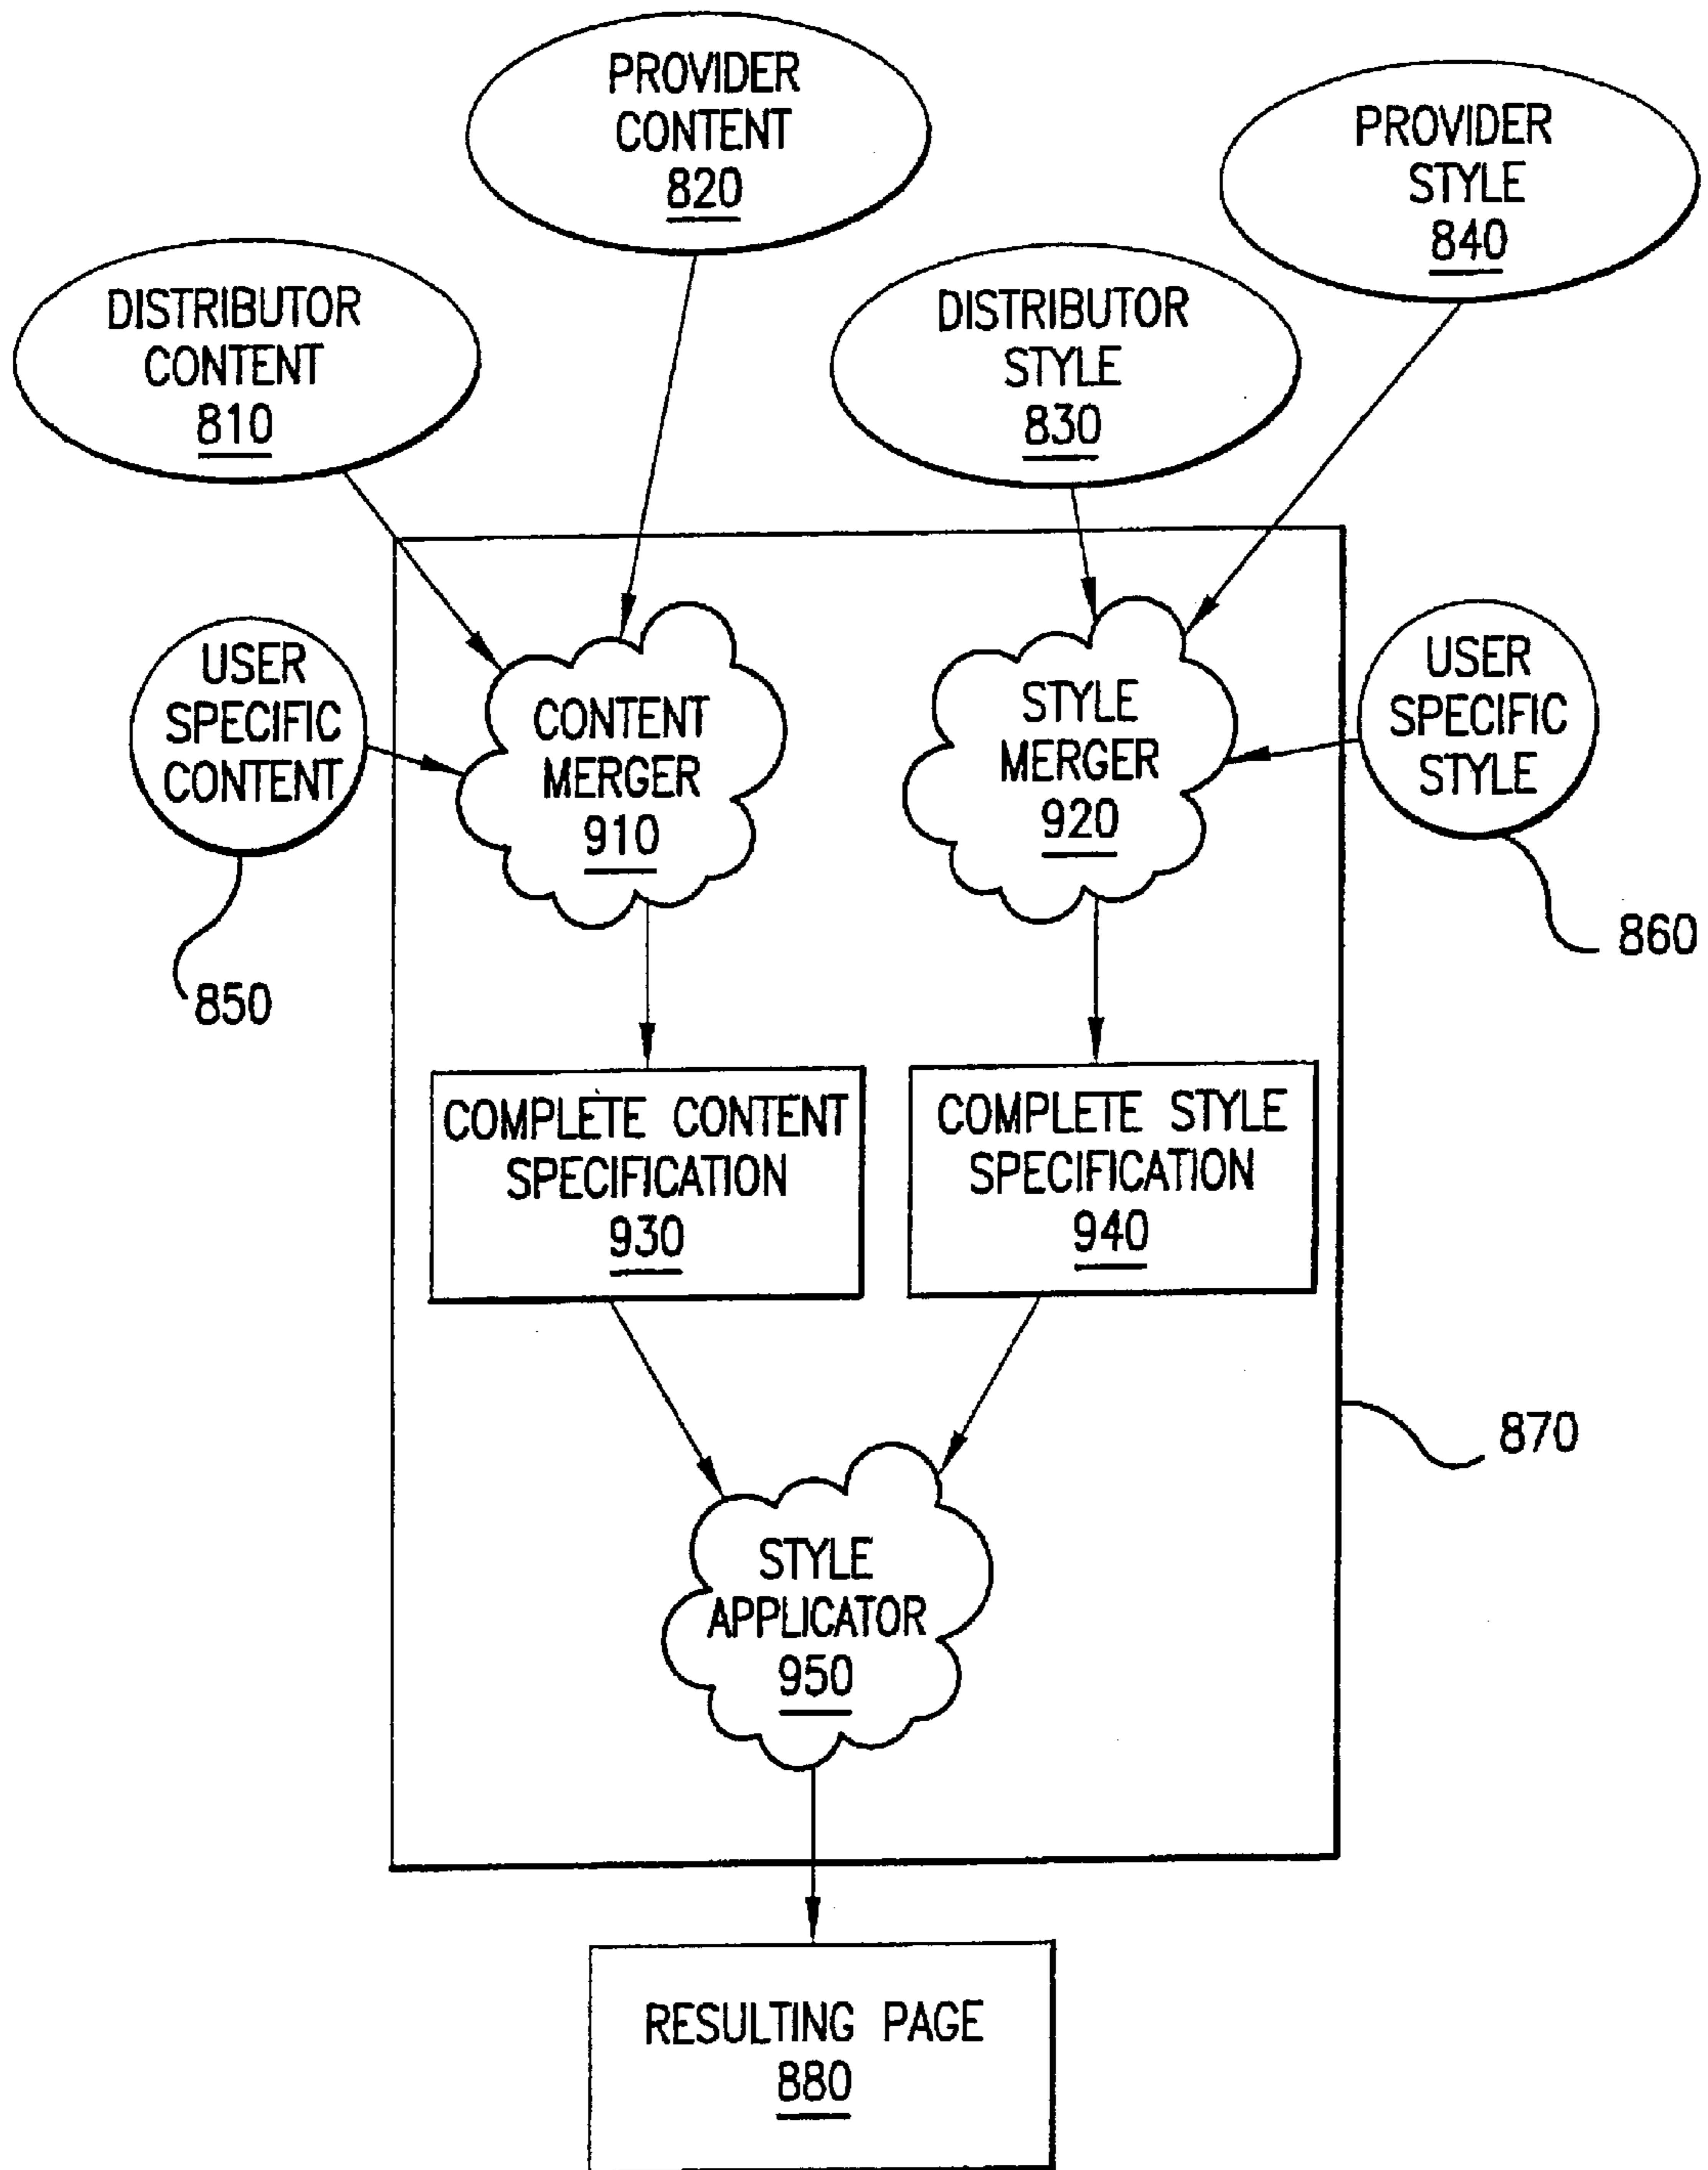 PROVIDER
CONTENT
820
PROVIDER
STYLE
840
DISTRIBUTOR
CONTENT
810
DISTRIBUTOR
STYLE
830
USER
SPECIFIC
CONTENT
850
CONTENT
MERGER
910
STYLE
MERGER
920
USER
SPECIFIC
STYLE
860
COMPLETE CONTENT
SPECIFICATION
930
COMPLETE STYLE
SPECIFICATION
940
870
STYLE
APPLICATOR
950
RESULTING PAGE
880